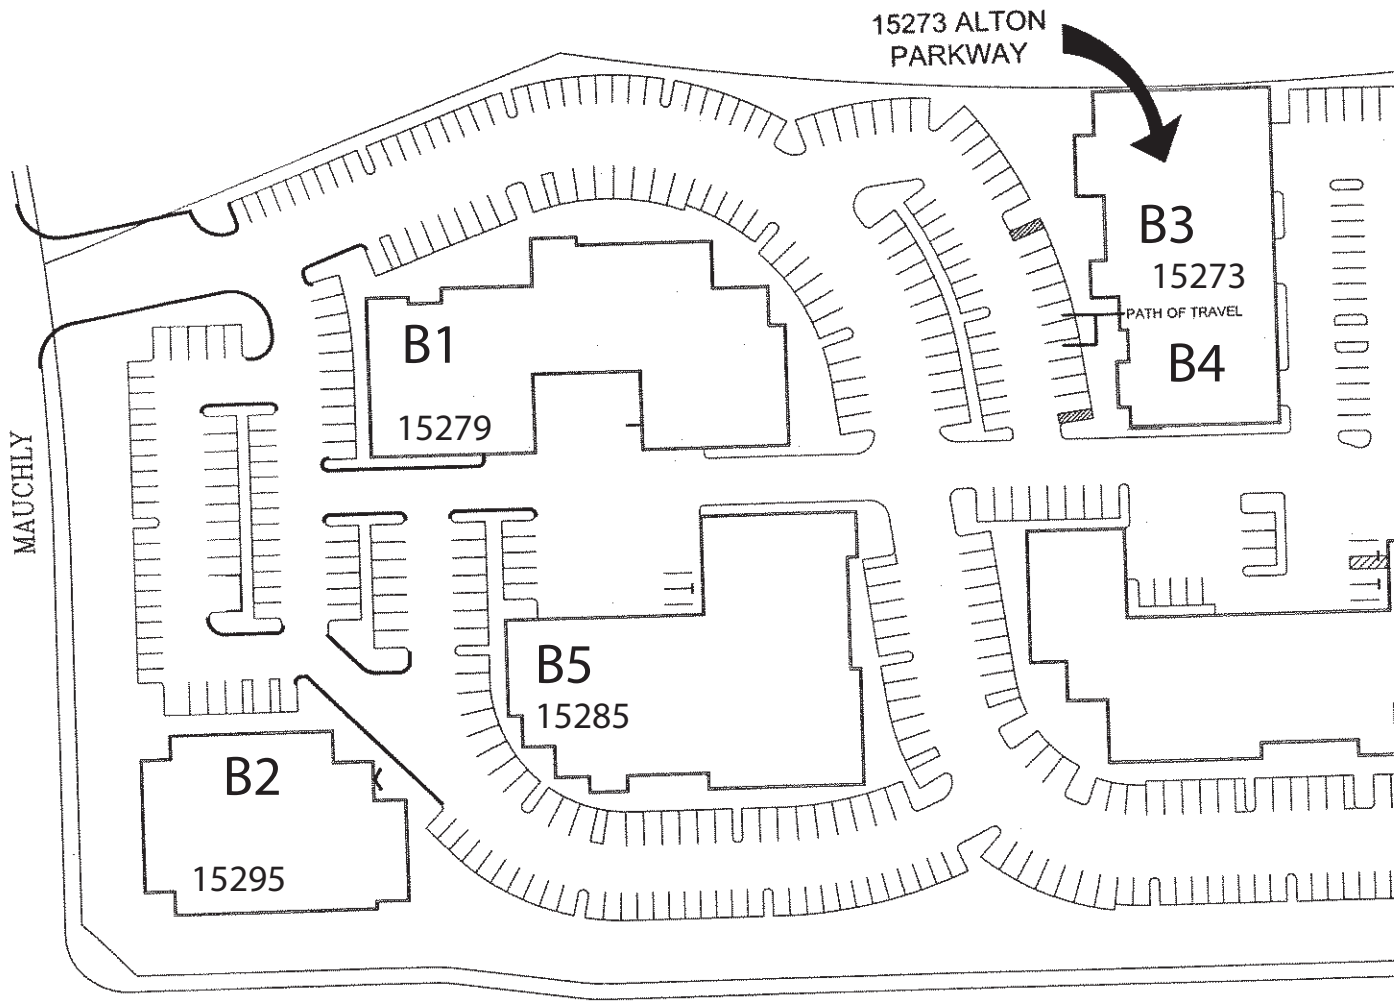 15273 ALTON
PARKWAY
B3
15273
PATH OF TRAVEL
B4
B1
15279
MAUCHLY
B5
15285
B2
15295